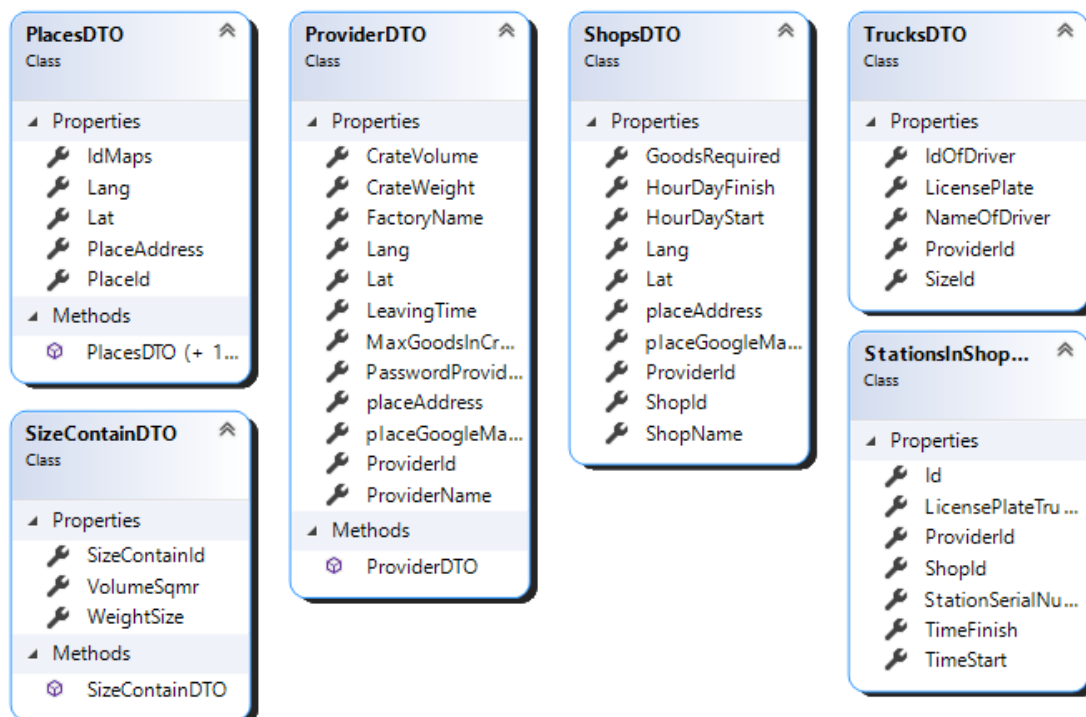 PlacesDTO
Class
Properties
IdMaps
Lang
Lat
PlaceAddress
PlaceId
Methods
PlacesDTO (+ 1...
SizeContainDTO
Class
Properties
SizeContainId
VolumeSqmr
WeightSize
Methods
SizeContainDTO
ProviderDTO
Class
Properties
CrateVolume
CrateWeight
FactoryName
Lang
Lat
LeavingTime
MaxGoodsInCr...
PasswordProvid...
placeAddress
placeGoogleMa...
ProviderId
ProviderName
Methods
ProviderDTO
ShopsDTO
Class
Properties
GoodsRequired
HourDayFinish
HourDayStart
Lang
Lat
placeAddress
placeGoogleMa...
ProviderId
ShopId
ShopName
TrucksDTO
Class
Properties
IdOfDriver
LicensePlate
NameOfDriver
ProviderId
SizeId
StationsInShop...
Class
Properties
Id
LicensePlateTru...
ProviderId
ShopId
StationSerialNu...
TimeFinish
TimeStart